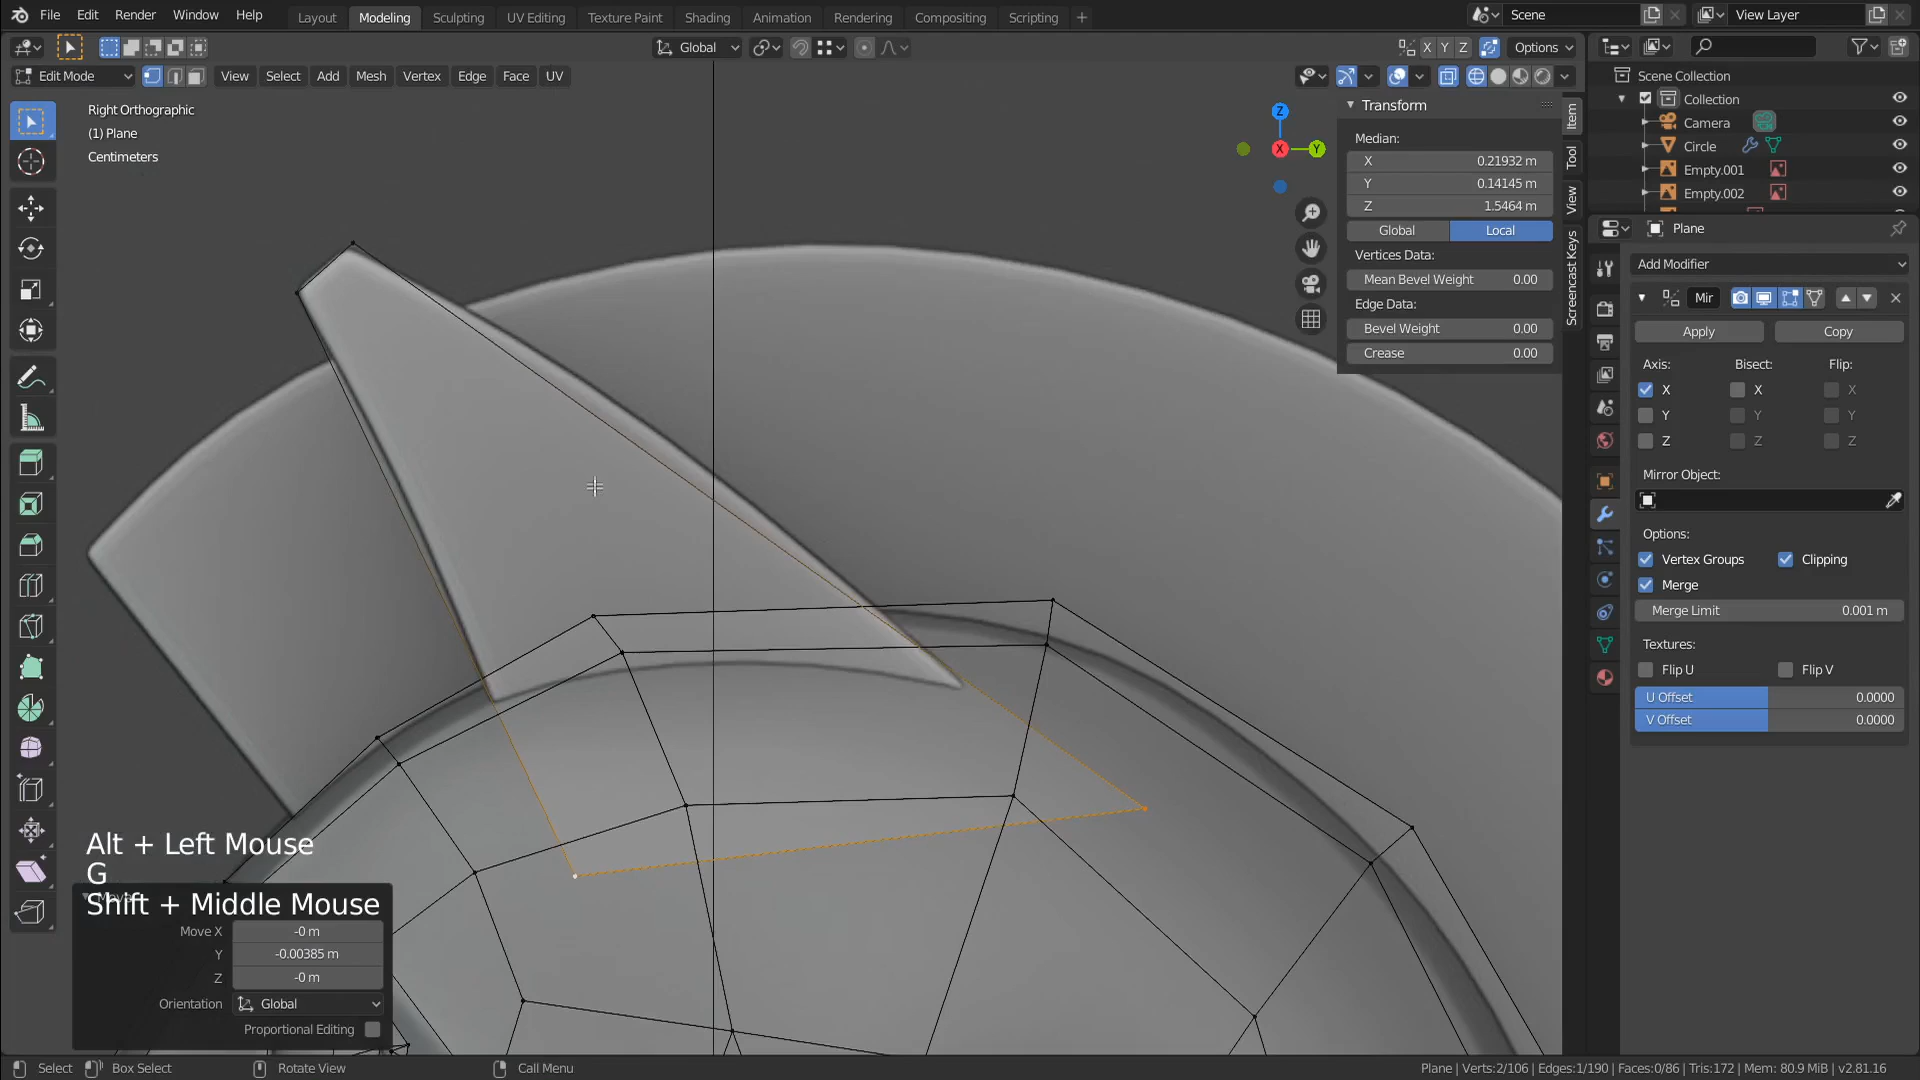 File Edit Render Window Help Layout Modeling Sculpting UV Editing Texture Paint Shading Animation Rendering Compositing Scripting + Scene View Layer
Global X Y Z Options
Edit Mode View Select Add Mesh Vertex Edge Face UV
Right Orthographic
(1) Plane
Centimeters
Z
X
Y
Transform
Median:
X 0.21932 m
Y 0.14145 m
Z 1.5464 m
Global Local
Vertices Data:
Mean Bevel Weight 0.00
Edge Data:
Bevel Weight 0.00
Crease 0.00
Item
Tool
View
Screencast Keys
Scene Collection
Collection
Camera
Circle
Empty.001
Empty.002
Plane
Add Modifier
Mir
Apply Copy
Axis: Bisect: Flip:
X X X
Y Y Y
Z Z Z
Mirror Object:
Options:
Vertex Groups Clipping
Merge
Merge Limit 0.001 m
Textures:
Flip U Flip V
U Offset 0.0000
V Offset 0.0000
Alt + Left Mouse
G
Shift + Middle Mouse
Move X -0 m
Y -0.00385 m
Z -0 m
Orientation Global
Proportional Editing
Select Box Select Rotate View Call Menu Plane | Verts:2/106 | Edges:1/190 | Faces:0/86 | Tris:172 | Mem: 80.9 MiB | v2.81.16